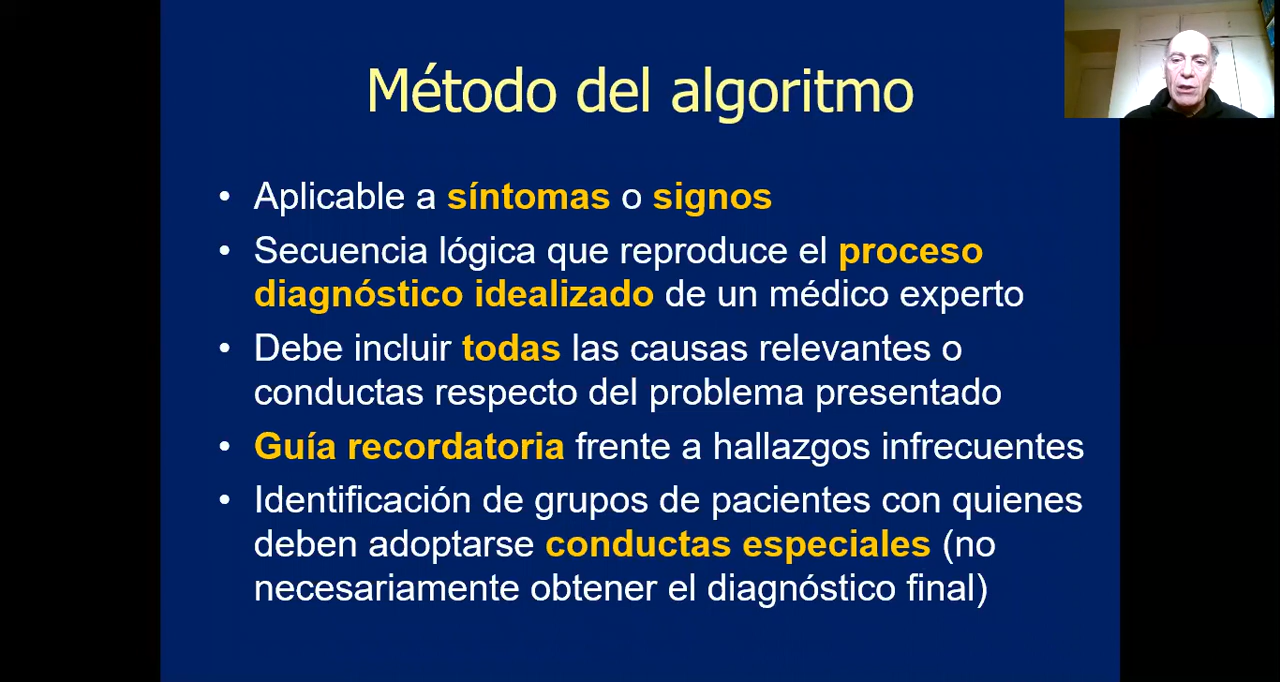 Método del algoritmo
• Aplicable a síntomas o signos
• Secuencia lógica que reproduce el proceso
diagnóstico idealizado de un médico experto
• Debe incluir todas las causas relevantes o
conductas respecto del problema presentado
• Guía recordatoria frente a hallazgos infrecuentes
• Identificación de grupos de pacientes con quienes
deben adoptarse conductas especiales (no
necesariamente obtener el diagnóstico final)